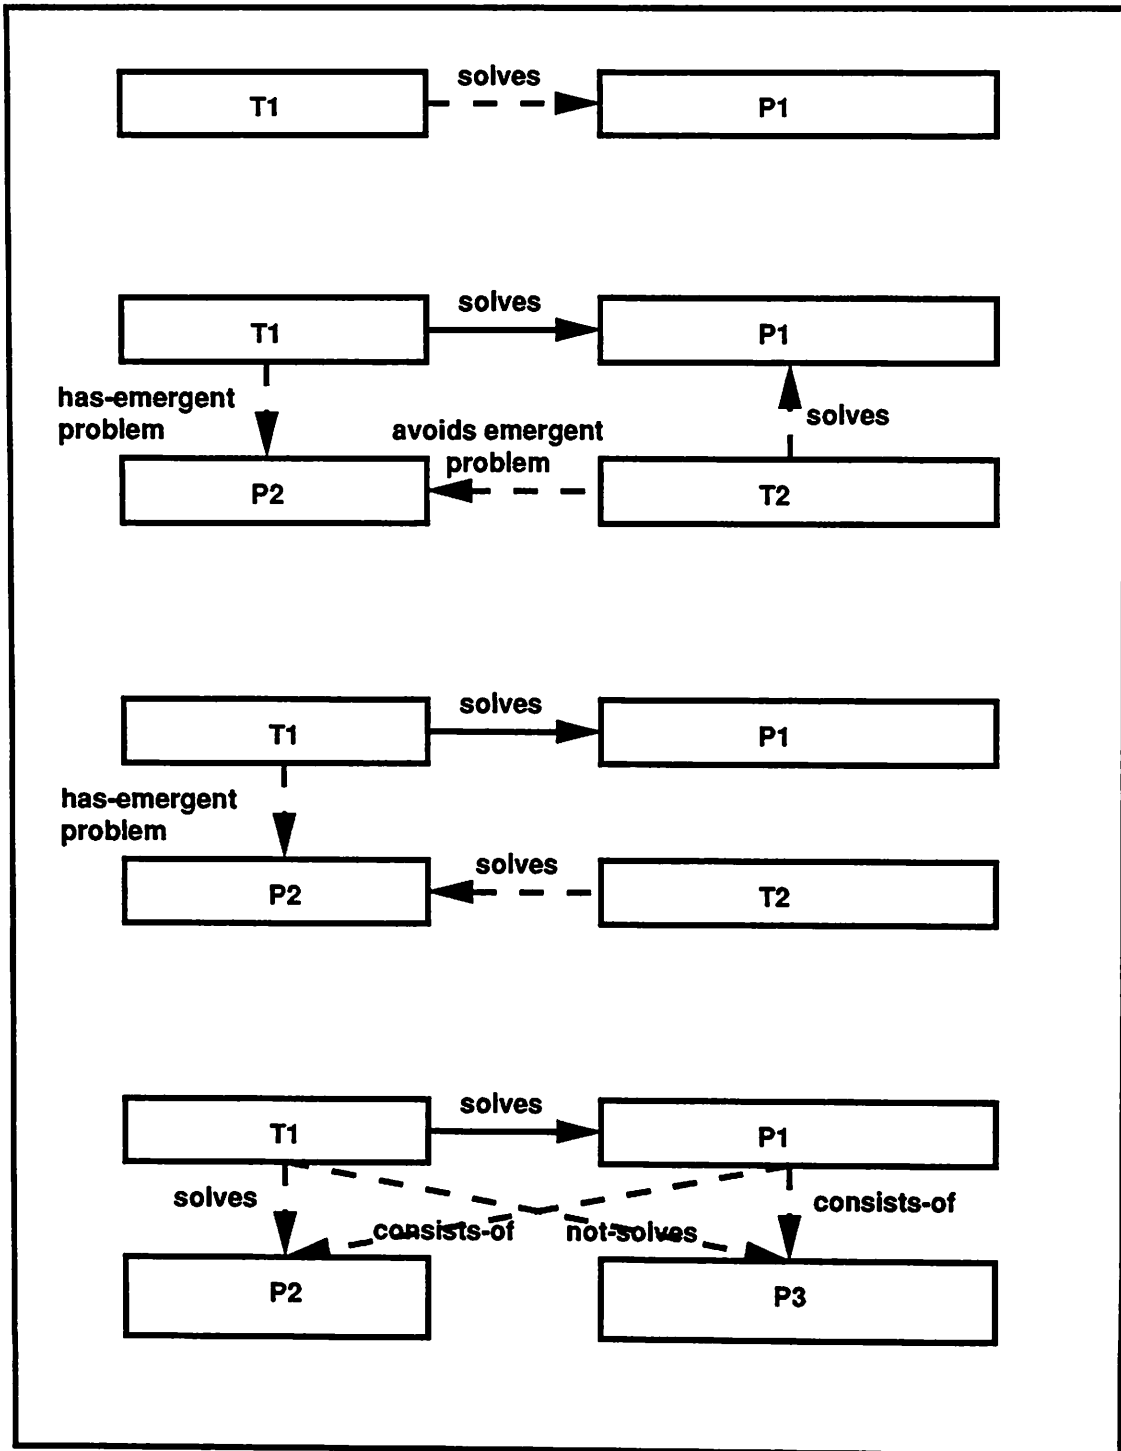 solves
T1
P1
solves
T1
P1
has-emergent
problem
solves
avoids emergent
problem
P2
T2
solves
T1
P1
has-emergent
problem
solves
P2
T2
solves
T1
P1
solves
consists-of
consists-of
not-solves
P2
P3